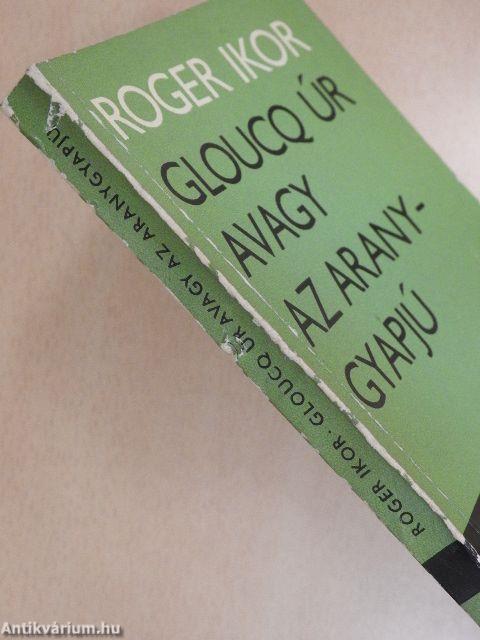 ROGER IKOR
GLOUCQ ÚR
AVAGY
AZ ARANY-
GYAPJÚ
ROGER IKOR · GLOUCQ ÚR AVAGY AZ ARANYGYAPJÚ
Antikvárium.hu